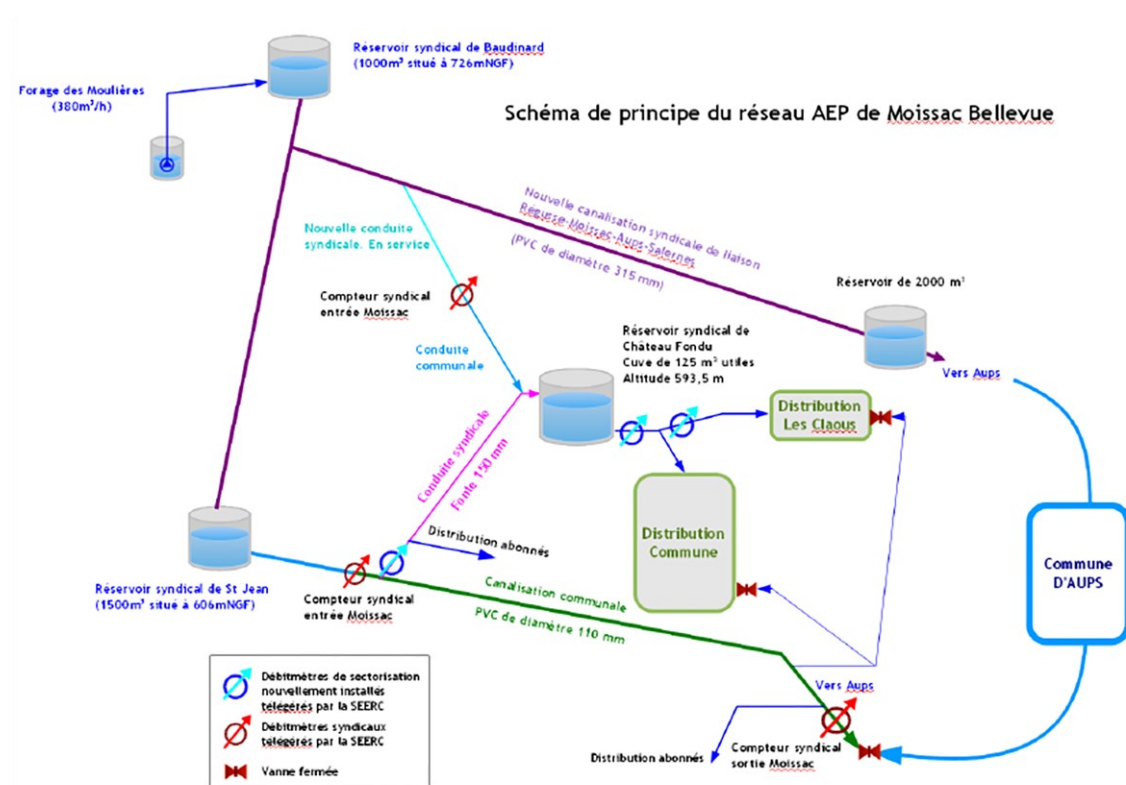 Réservoir syndical de Baudinard
(1000m³ situé à 726mNGF)
Forage des Moulières
(380m³/h)
Schéma de principe du réseau AEP de Moissac Bellevue
Nouvelle canalisation syndicale de liaison
Régusse-Moissac-Aups-Salernes
(PVC de diamètre 315 mm)
Nouvelle conduite
syndicale. En service
Compteur syndical
entrée Moissac
Conduite
communale
Réservoir de 2000 m³
Vers Aups
Réservoir syndical de
Château Fondu
Cuve de 125 m³ utiles
Altitude 593,5 m
Distribution
Les Claous
Conduite syndicale
Fonte 150 mm
Distribution
Commune
Distribution abonnés
Commune
D'AUPS
Réservoir syndical de St Jean
(1500m³ situé à 606mNGF)
Compteur syndical
entrée Moissac
Canalisation communale
PVC de diamètre 110 mm
Vers Aups
Distribution abonnés
Compteur syndical
sortie Moissac
Débitmètres de sectorisation
nouvellement installés
télégérés par la SEERC
Débitmètres syndicaux
télégérés par la SEERC
Vanne fermée